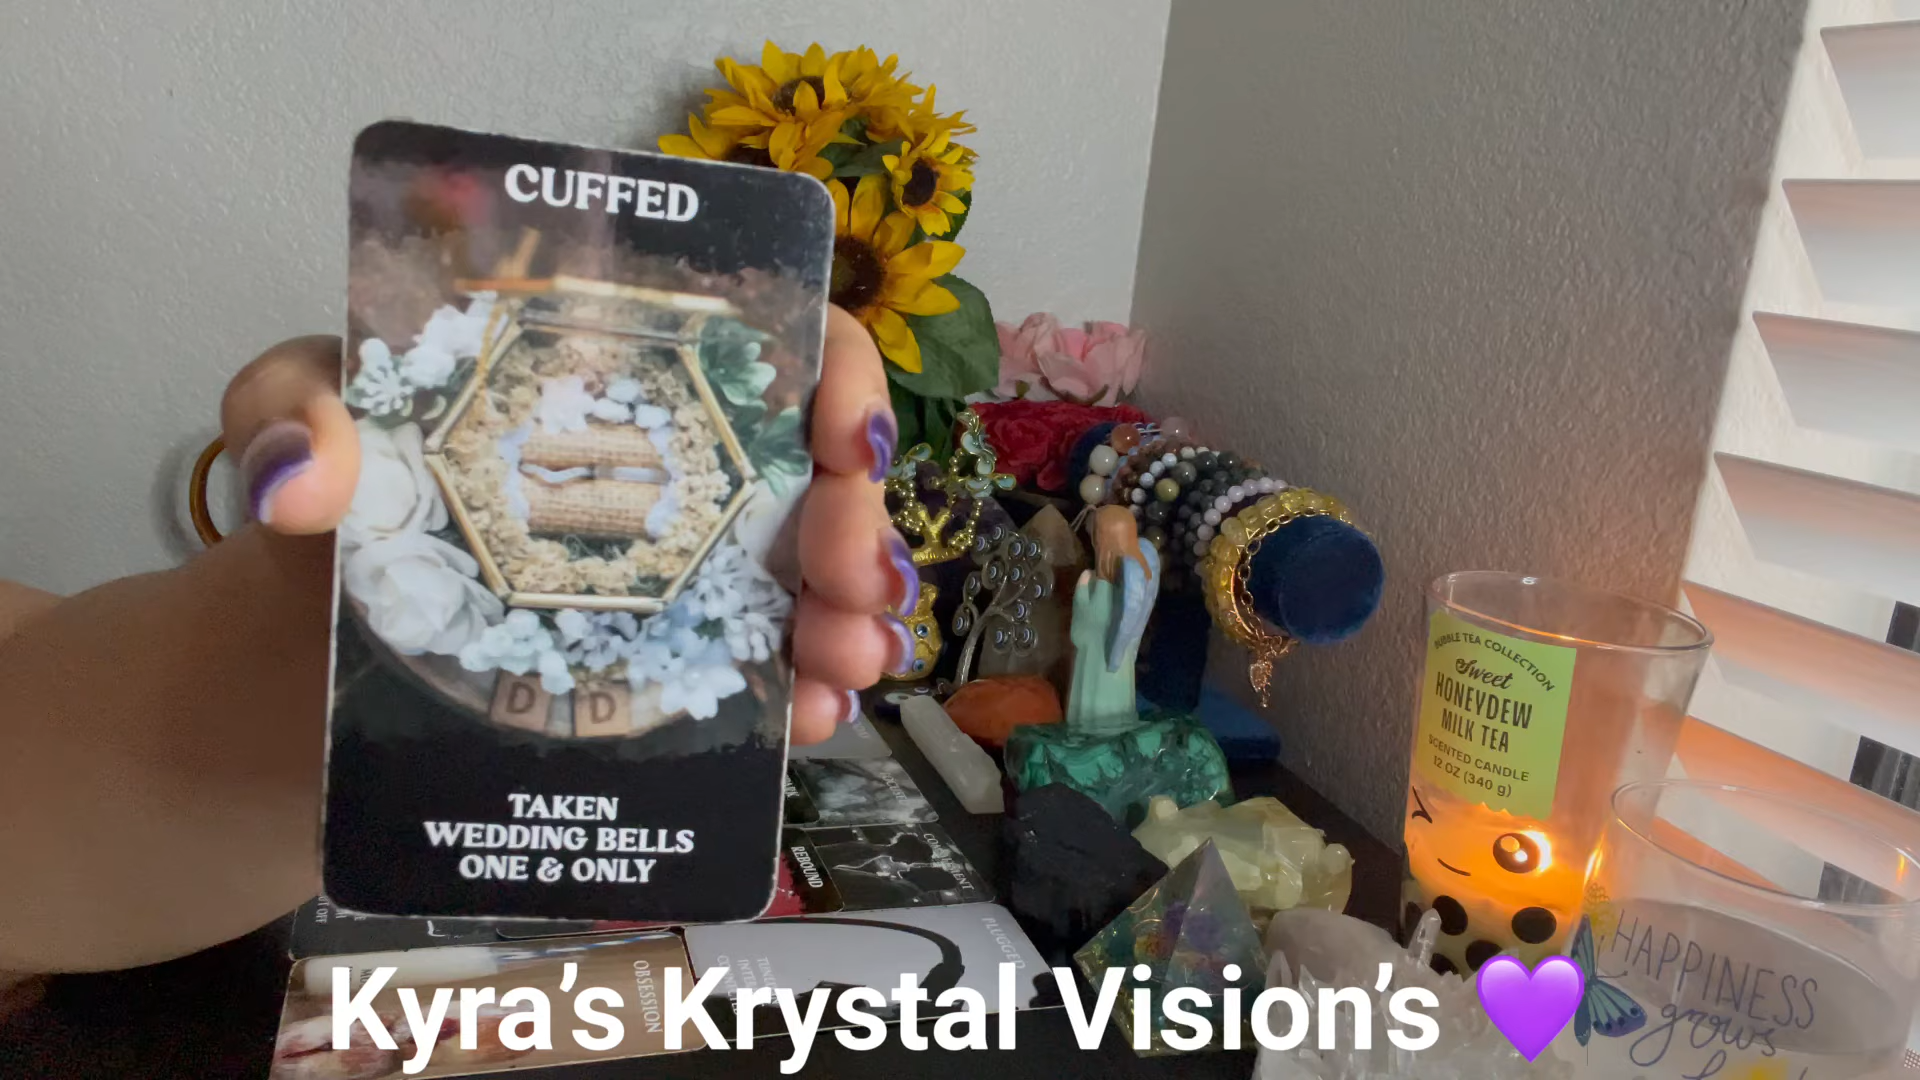 CUFFED
D D
TAKEN
WEDDING BELLS
ONE & ONLY
BUBBLE TEA COLLECTION
Sweet
HONEYDEW
MILK TEA
SCENTED CANDLE
12 OZ (340 g)
REBOUND
OBSESSION
PLUGGED
HAPPINESS
grows
Kyra’s Krystal Vision’s 💜